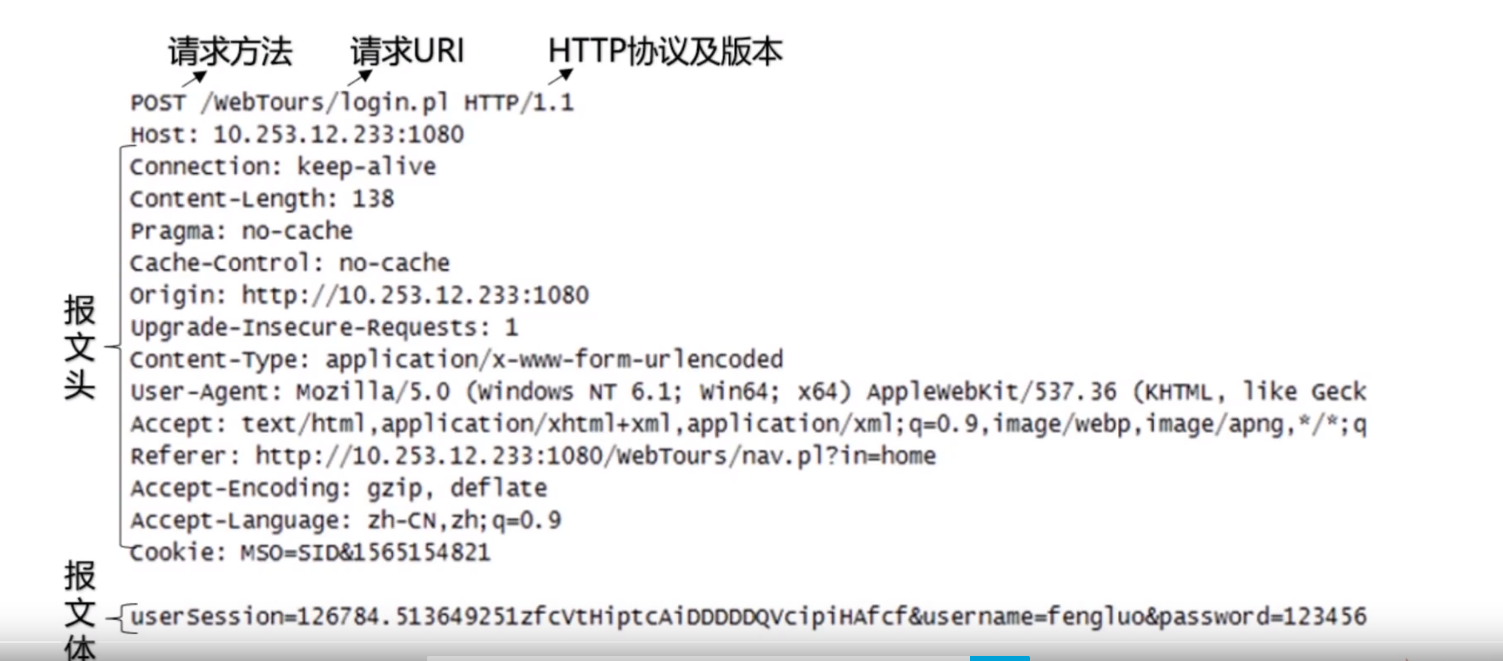 请求方法 请求URI HTTP协议及版本
POST /WebTours/login.pl HTTP/1.1
Host: 10.253.12.233:1080
Connection: keep-alive
Content-Length: 138
Pragma: no-cache
Cache-Control: no-cache
Origin: http://10.253.12.233:1080
Upgrade-Insecure-Requests: 1
Content-Type: application/x-www-form-urlencoded
User-Agent: Mozilla/5.0 (Windows NT 6.1; Win64; x64) AppleWebKit/537.36 (KHTML, like Geck
Accept: text/html,application/xhtml+xml,application/xml;q=0.9,image/webp,image/apng,*/*;q
Referer: http://10.253.12.233:1080/WebTours/nav.pl?in=home
Accept-Encoding: gzip, deflate
Accept-Language: zh-CN,zh;q=0.9
Cookie: MSO=SID&1565154821
报文头
userSession=126784.513649251zfcVtHiptcAiDDDDDQVcipiHAfcf&username=fengluo&password=123456
报文体